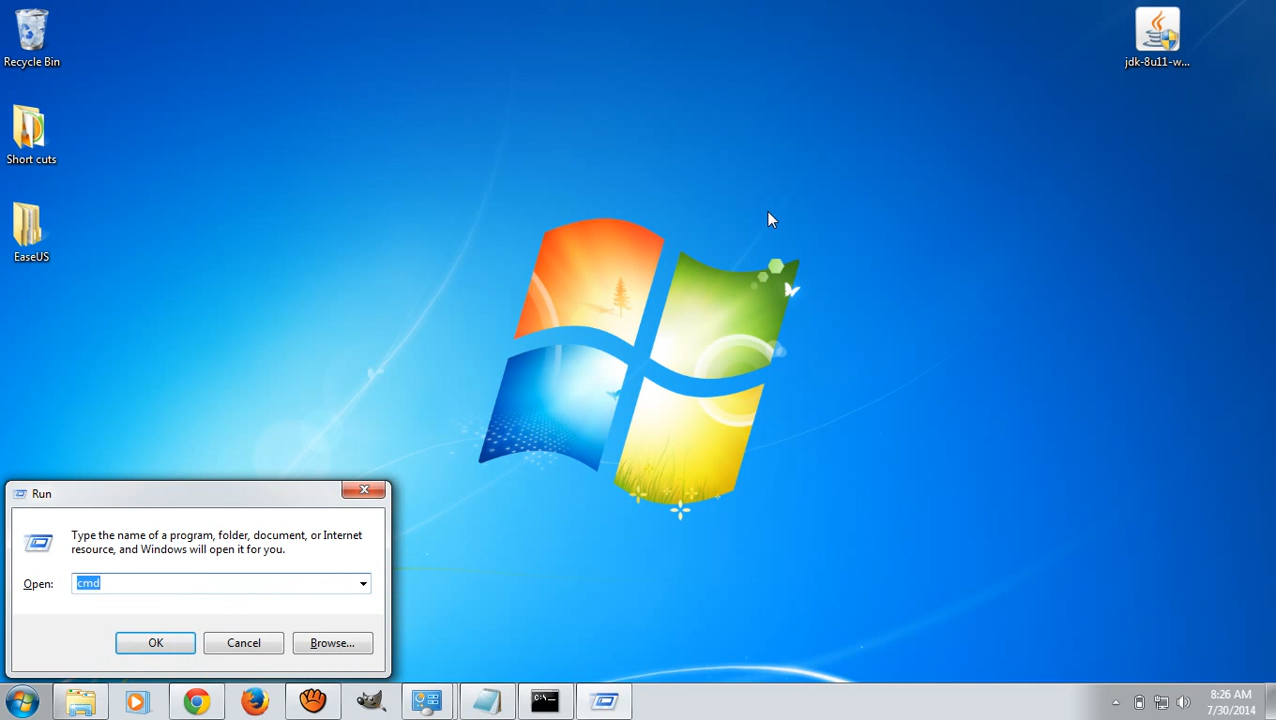 Recycle Bin
jdk-8u11-w...
Short cuts
EaseUS
Run
Type the name of a program, folder, document, or Internet
resource, and Windows will open it for you.
Open: cmd
OK Cancel Browse...
C:\.
8:26 AM
7/30/2014